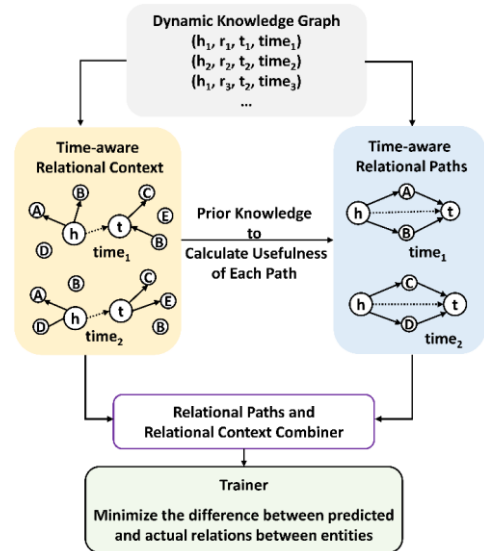 Dynamic Knowledge Graph
(h₁, r₁, t₁, time₁)
(h₂, r₂, t₂, time₂)
(h₁, r₃, t₂, time₃)
...
Time-aware
Relational Context
B
C
A
E
h
t
D
B
time₁
B
C
A
h
t
E
D
B
time₂
Prior Knowledge
to
Calculate Usefulness
of Each Path
Time-aware
Relational Paths
A
h
t
B
time₁
C
h
t
D
time₂
Relational Paths and
Relational Context Combiner
Trainer
Minimize the difference between predicted
and actual relations between entities